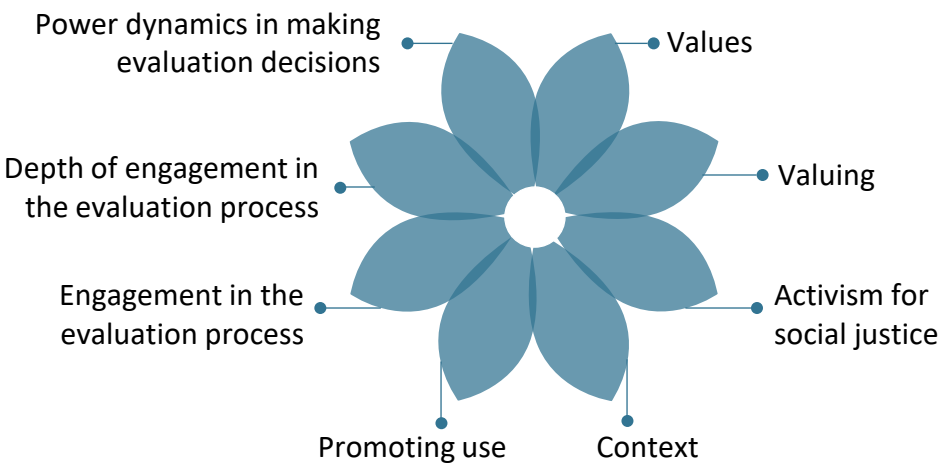 Power dynamics in making
evaluation decisions
Values
Depth of engagement in
the evaluation process
Valuing
Engagement in the
evaluation process
Activism for
social justice
Promoting use
Context